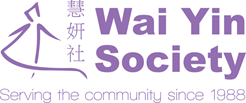 慧妍社
Wai Yin
Society
Serving the community since 1988